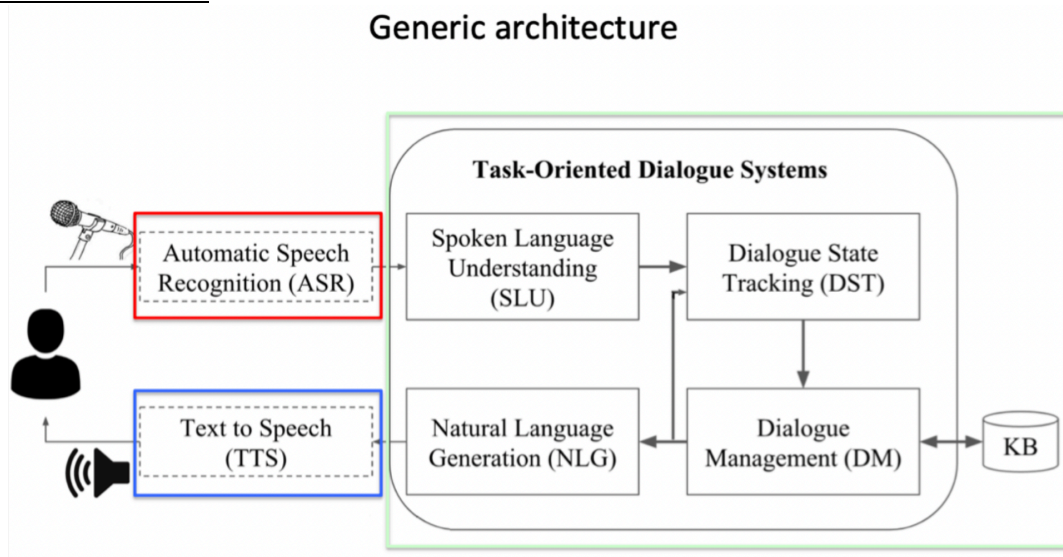 Generic architecture
Task-Oriented Dialogue Systems
Automatic Speech
Recognition (ASR)
Spoken Language
Understanding
(SLU)
Dialogue State
Tracking (DST)
Text to Speech
(TTS)
Natural Language
Generation (NLG)
Dialogue
Management (DM)
KB